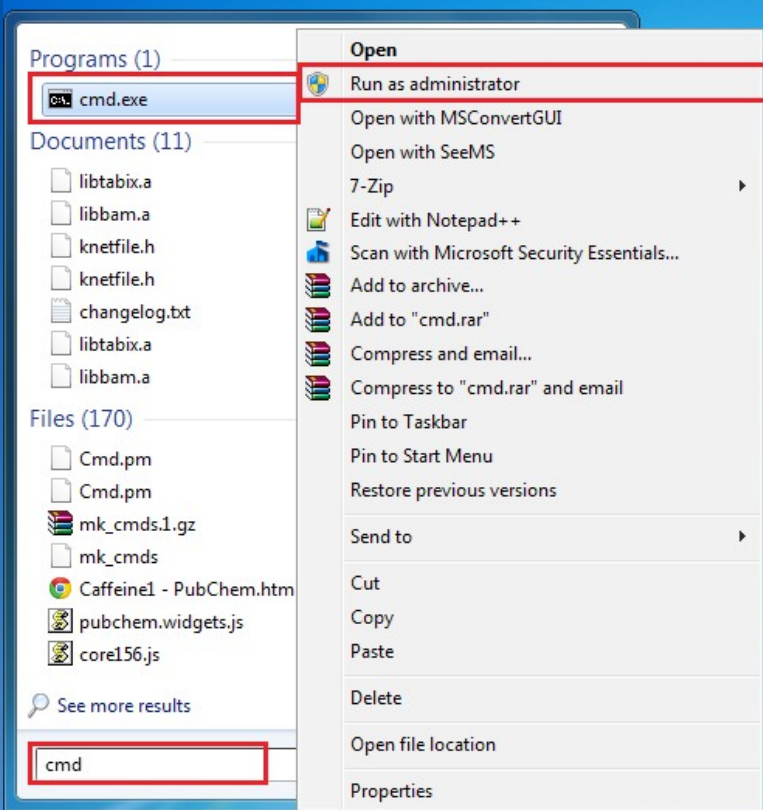 Programs (1)
cmd.exe
Documents (11)
libtabix.a
libbam.a
knetfile.h
knetfile.h
changelog.txt
libtabix.a
libbam.a
Files (170)
Cmd.pm
Cmd.pm
mk_cmds.1.gz
mk_cmds
Caffeine1 - PubChem.htm
pubchem.widgets.js
core156.js
See more results
cmd
Open
Run as administrator
Open with MSConvertGUI
Open with SeeMS
7-Zip
Edit with Notepad++
Scan with Microsoft Security Essentials...
Add to archive...
Add to "cmd.rar"
Compress and email...
Compress to "cmd.rar" and email
Pin to Taskbar
Pin to Start Menu
Restore previous versions
Send to
Cut
Copy
Paste
Delete
Open file location
Properties